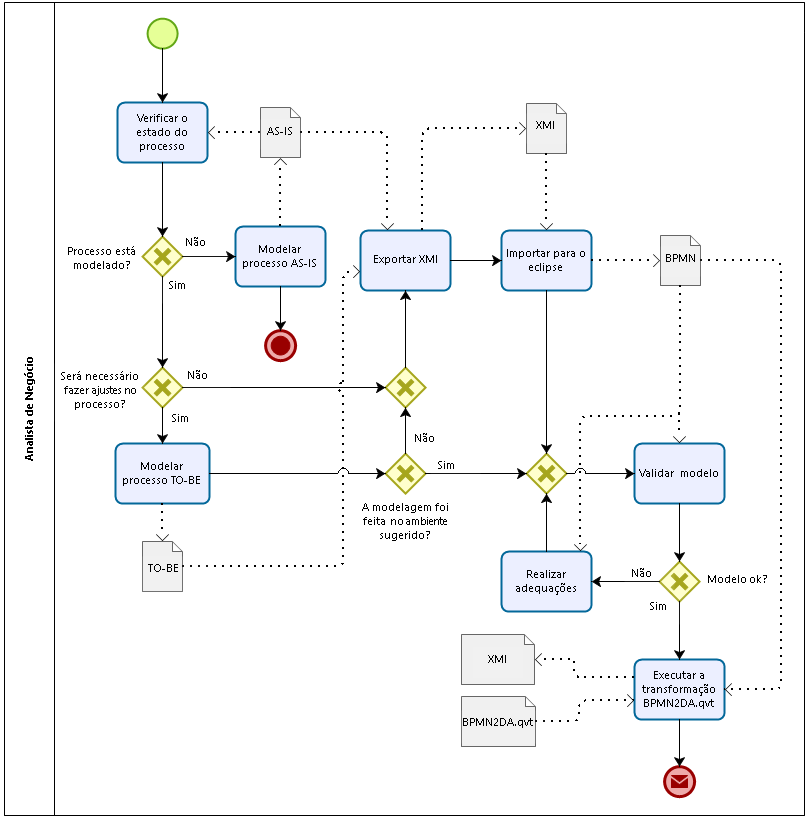 Analista de Negócio
Verificar o
estado do
processo
AS-IS
XMI
Processo está
modelado?
Não
Sim
Modelar
processo AS-IS
Exportar XMI
Importar para o
eclipse
BPMN
Será necessário
fazer ajustes no
processo?
Não
Sim
Modelar
processo TO-BE
Não
Sim
A modelagem foi
feita no ambiente
sugerido?
Validar modelo
TO-BE
Realizar
adequações
Não
Modelo ok?
Sim
XMI
BPMN2DA.qvt
Executar a
transformação
BPMN2DA.qvt